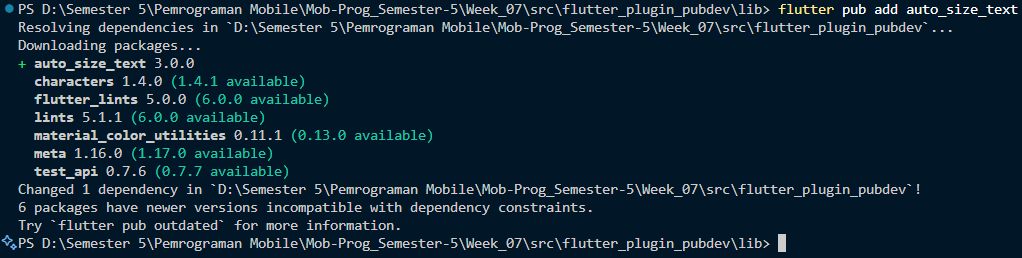 PS D:\Semester 5\Pemrograman Mobile\Mob-Prog_Semester-5\Week_07\src\flutter_plugin_pubdev\lib> flutter pub add auto_size_text
Resolving dependencies in `D:\Semester 5\Pemrograman Mobile\Mob-Prog_Semester-5\Week_07\src\flutter_plugin_pubdev`...
Downloading packages...
+ auto_size_text 3.0.0
  characters 1.4.0 (1.4.1 available)
  flutter_lints 5.0.0 (6.0.0 available)
  lints 5.1.1 (6.0.0 available)
  material_color_utilities 0.11.1 (0.13.0 available)
  meta 1.16.0 (1.17.0 available)
  test_api 0.7.6 (0.7.7 available)
Changed 1 dependency in `D:\Semester 5\Pemrograman Mobile\Mob-Prog_Semester-5\Week_07\src\flutter_plugin_pubdev`!
6 packages have newer versions incompatible with dependency constraints.
Try `flutter pub outdated` for more information.
PS D:\Semester 5\Pemrograman Mobile\Mob-Prog_Semester-5\Week_07\src\flutter_plugin_pubdev\lib>